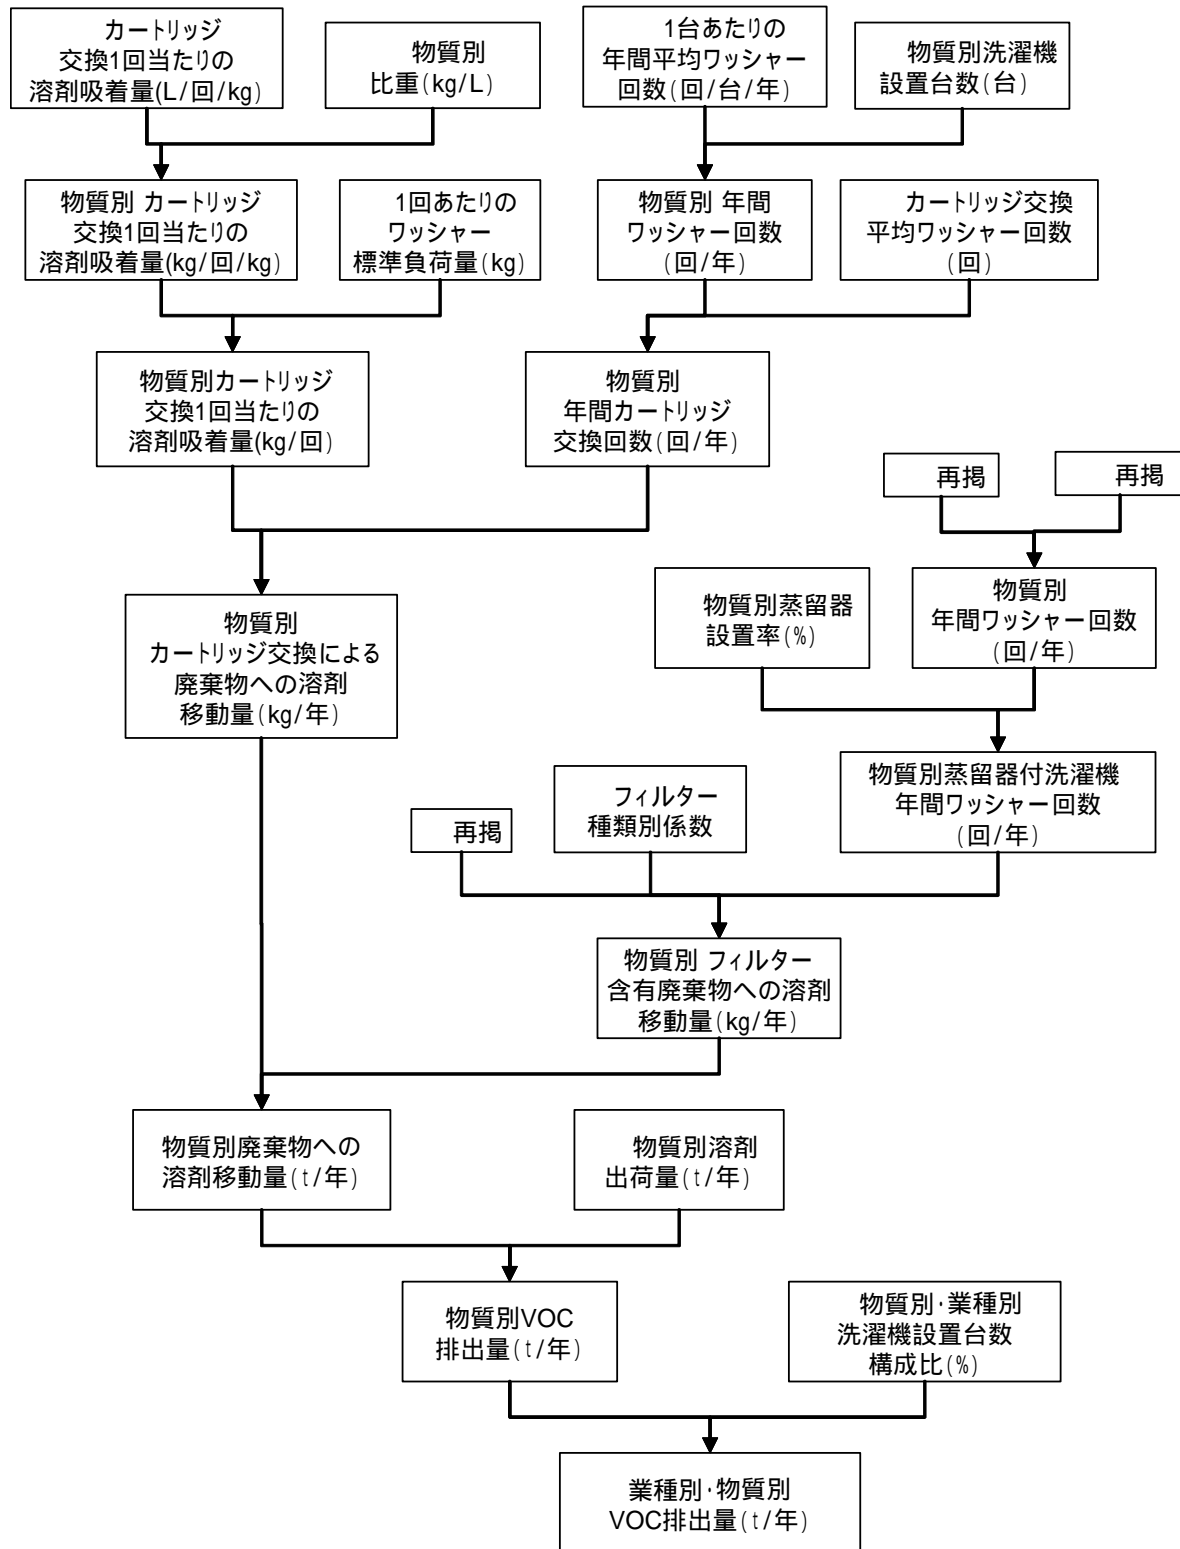 カートリッジ
交換1回当たりの
溶剤吸着量(L/回/kg)
物質別
比重(kg/L)
1台あたりの
年間平均ワッシャー
回数(回/台/年)
物質別洗濯機
設置台数(台)
物質別 カートリッジ
交換1回当たりの
溶剤吸着量(kg/回/kg)
1回あたりの
ワッシャー
標準負荷量(kg)
物質別 年間
ワッシャー回数
(回/年)
カートリッジ交換
平均ワッシャー回数
(回)
物質別カートリッジ
交換1回当たりの
溶剤吸着量(kg/回)
物質別
年間カートリッジ
交換回数(回/年)
再掲
再掲
物質別
カートリッジ交換による
廃棄物への溶剤
移動量(kg/年)
物質別蒸留器
設置率(%)
物質別
年間ワッシャー回数
(回/年)
再掲
フィルター
種類別係数
物質別蒸留器付洗濯機
年間ワッシャー回数
(回/年)
物質別 フィルター
含有廃棄物への溶剤
移動量(kg/年)
物質別廃棄物への
溶剤移動量(t/年)
物質別溶剤
出荷量(t/年)
物質別VOC
排出量(t/年)
物質別・業種別
洗濯機設置台数
構成比(%)
業種別・物質別
VOC排出量(t/年)